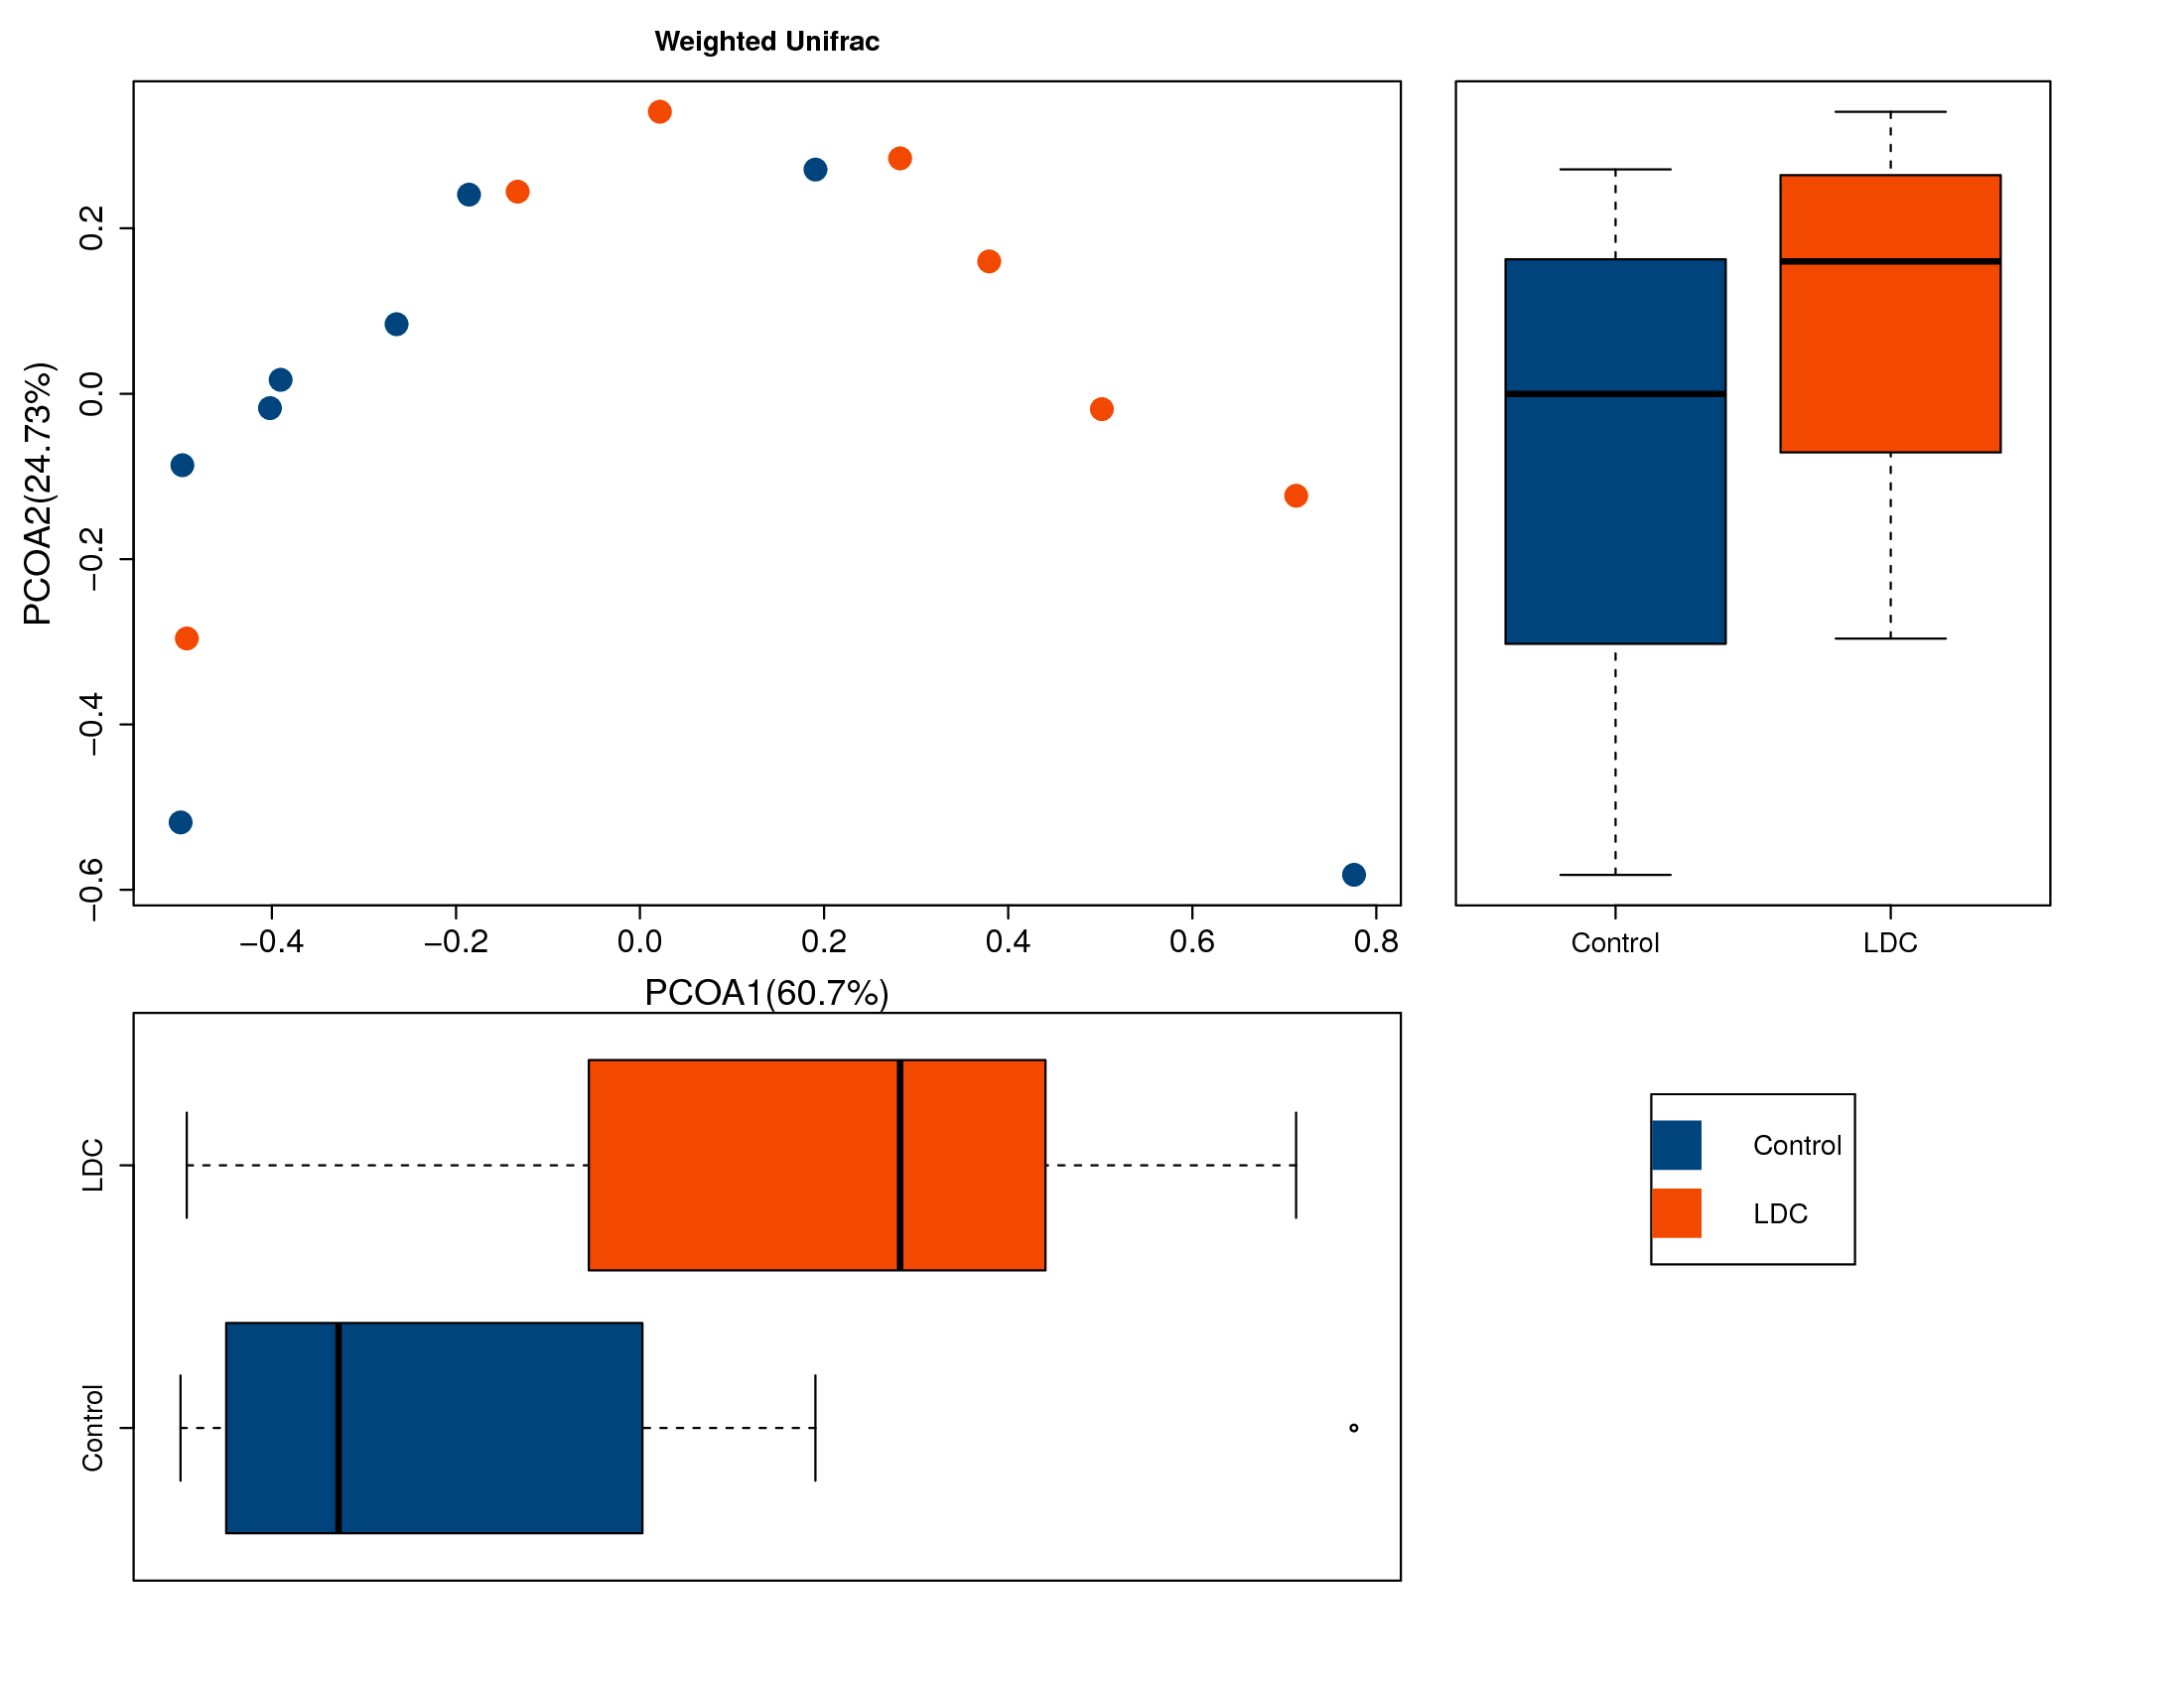 Weighted Unifrac
PCOA2(24.73%)
0.2
0.0
−0.2
−0.4
−0.6
−0.4 −0.2 0.0 0.2 0.4 0.6 0.8
PCOA1(60.7%)
Control LDC
LDC
Control
Control
LDC